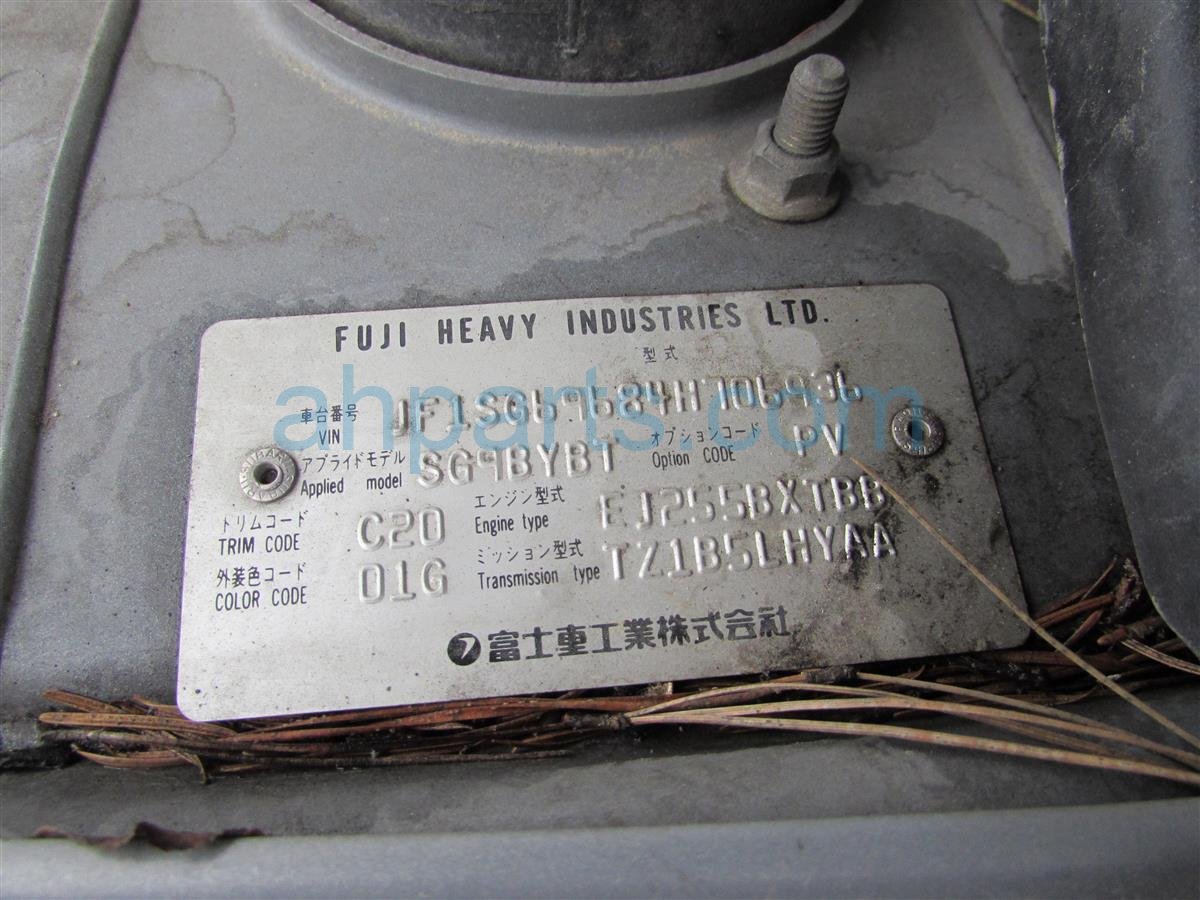 FUJI HEAVY INDUSTRIES LTD.
型式
車台番号 VIN JF1SG69684H706936
アプライドモデル Applied model SG9BYBT オプションコード Option CODE PV
トリムコード TRIM CODE C20 エンジン型式 Engine type EJ255BXTBB
外装色コード COLOR CODE 01G ミッション型式 Transmission type TZ1B5LHYAA
フ富士重工業株式会社
ahparts.com